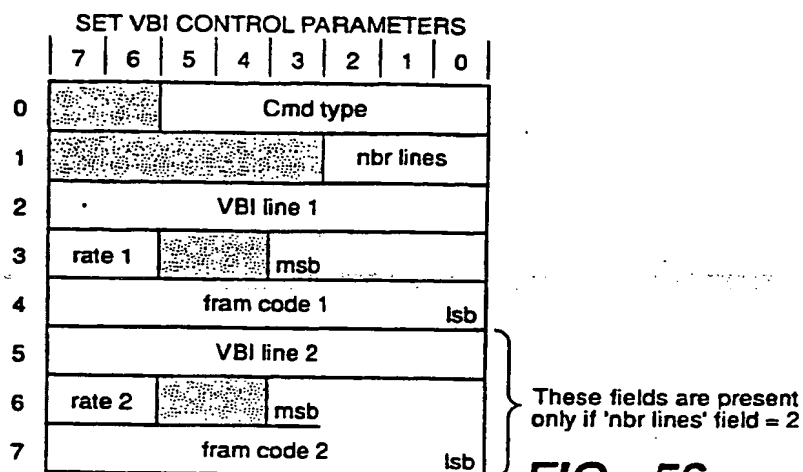 SET VBI CONTROL PARAMETERS
7 6 5 4 3 2 1 0
0 Cmd type
1 nbr lines
2 VBI line 1
3 rate 1 msb
4 fram code 1 lsb
5 VBI line 2
6 rate 2 msb
7 fram code 2 lsb
These fields are present
only if 'nbr lines' field = 2